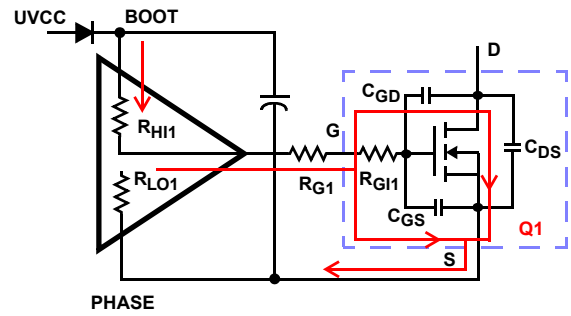 UVCC
BOOT
D
CGD
RHI1
G
CDS
RLO1
RG1
RGI1
CGS
Q1
S
PHASE